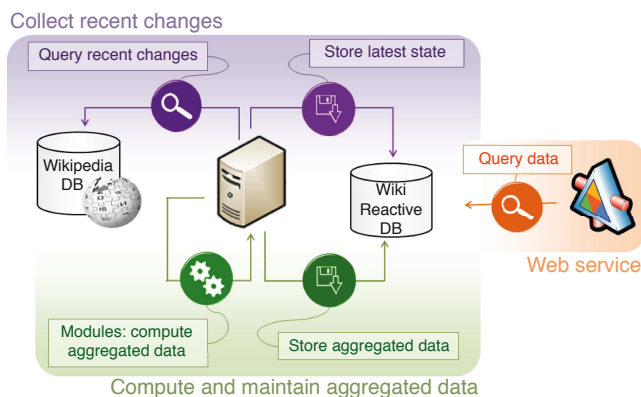 Collect recent changes
Query recent changes
Store latest state
Wikipedia
DB
Wiki
Reactive
DB
Query data
Web service
Modules: compute
aggregated data
Store aggregated data
Compute and maintain aggregated data